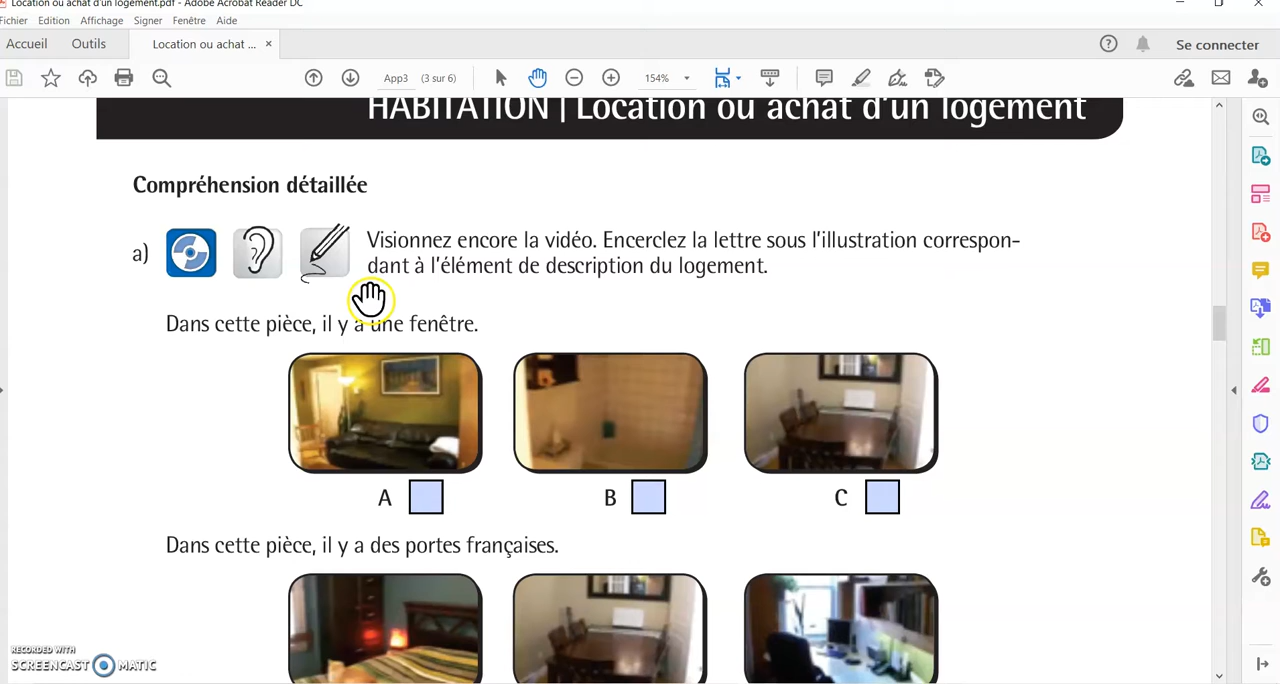 Location ou achat d'un logement.pdf - Adobe Acrobat Reader DC
Fichier Edition Affichage Signer Fenêtre Aide
Accueil Outils Location ou achat ... × Se connecter
App3 (3 sur 6) 154%
HABITATION | Location ou achat d'un logement
Compréhension détaillée
a) Visionnez encore la vidéo. Encerclez la lettre sous l'illustration correspon-
dant à l'élément de description du logement.
Dans cette pièce, il y a une fenêtre.
A B C
Dans cette pièce, il y a des portes françaises.
RECORDED WITH
SCREENCAST MATIC